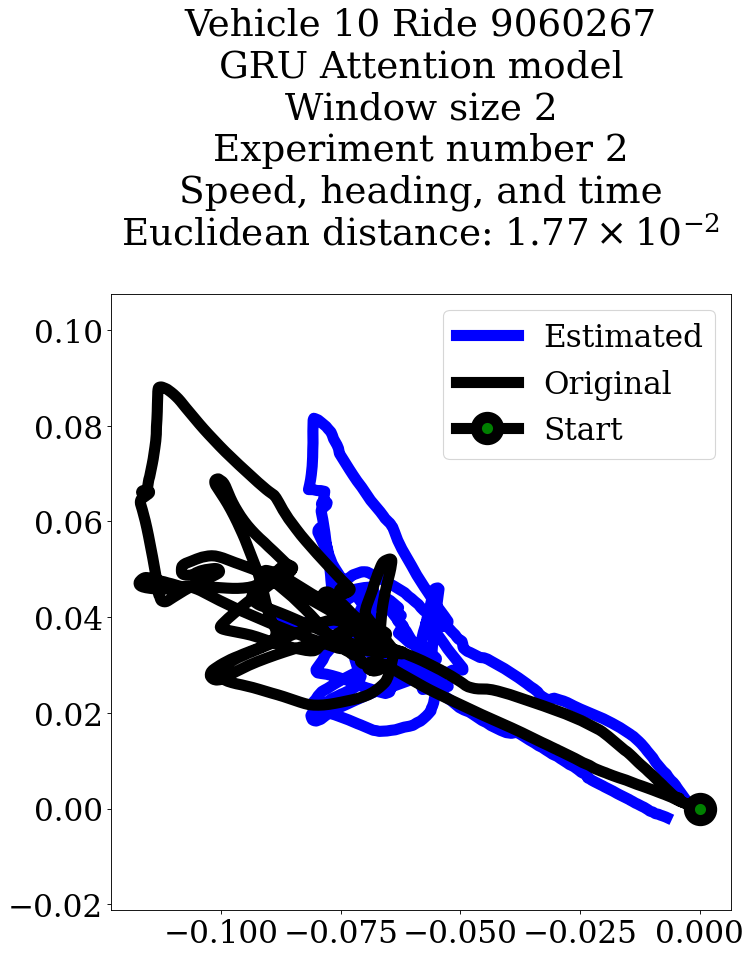 Vehicle 10 Ride 9060267
GRU Attention model
Window size 2
Experiment number 2
Speed, heading, and time
Euclidean distance: 1.77 × 10⁻²
Estimated
Original
Start
0.10
0.08
0.06
0.04
0.02
0.00
−0.02
−0.100 −0.075 −0.050 −0.025 0.000